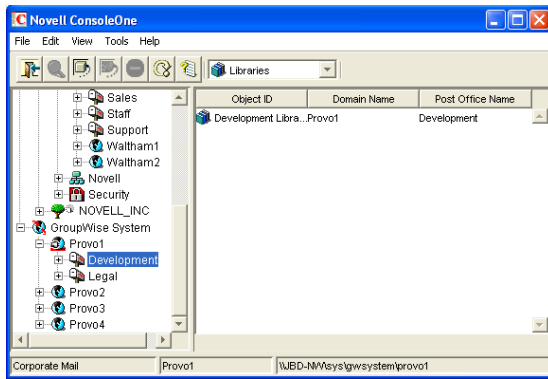 Novell ConsoleOne
File Edit View Tools Help
Libraries
Sales
Staff
Support
Waltham1
Waltham2
Novell
Security
NOVELL_INC
GroupWise System
Provo1
Development
Legal
Provo2
Provo3
Provo4
Object ID Domain Name Post Office Name
Development Libra...Provo1 Development
Corporate Mail Provo1 \\JBD-NW\sys\gwsystem\provo1